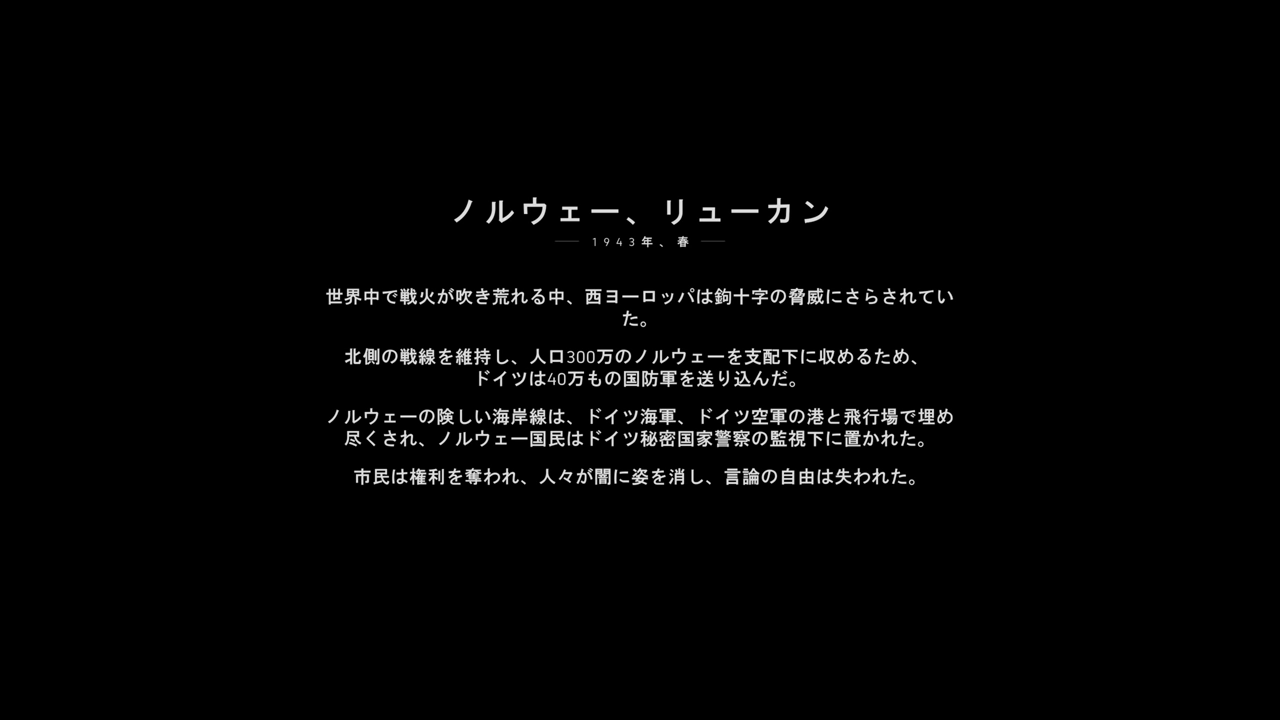 ノルウェー、リューカン
1943年、春
世界中で戦火が吹き荒れる中、西ヨーロッパは鉤十字の脅威にさらされてい
た。
北側の戦線を維持し、人口300万のノルウェーを支配下に収めるため、
ドイツは40万もの国防軍を送り込んだ。
ノルウェーの険しい海岸線は、ドイツ海軍、ドイツ空軍の港と飛行場で埋め
尽くされ、ノルウェー国民はドイツ秘密国家警察の監視下に置かれた。
市民は権利を奪われ、人々が闇に姿を消し、言論の自由は失われた。